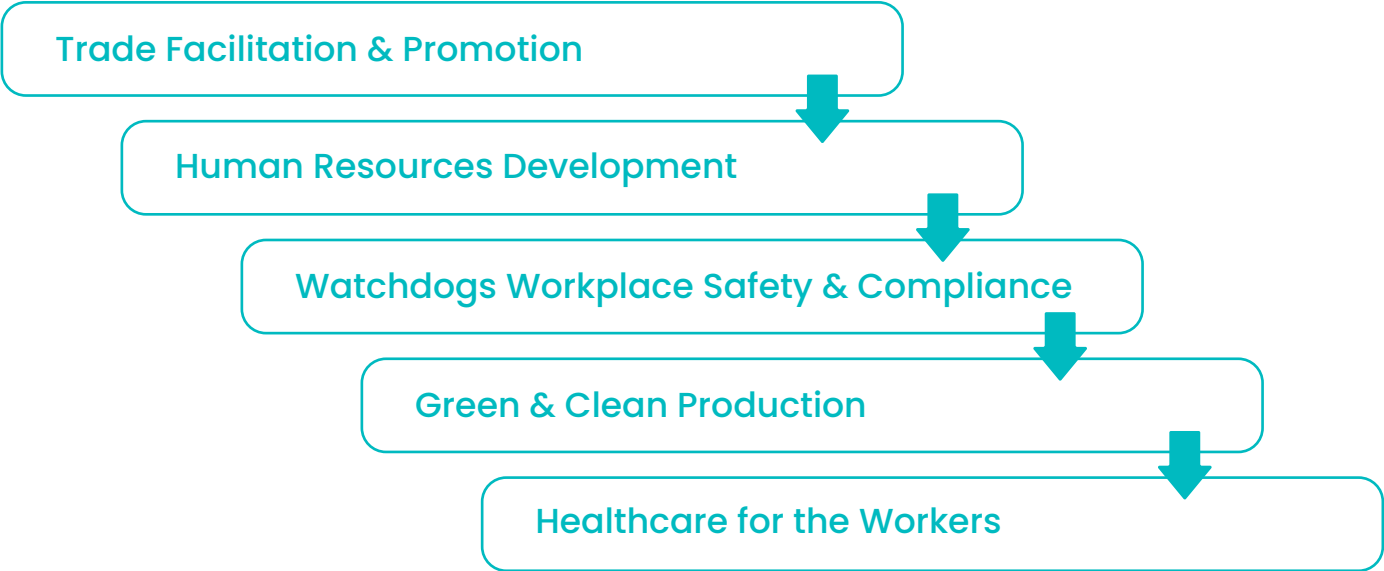 Trade Facilitation & Promotion
Human Resources Development
Watchdogs Workplace Safety & Compliance
Green & Clean Production
Healthcare for the Workers